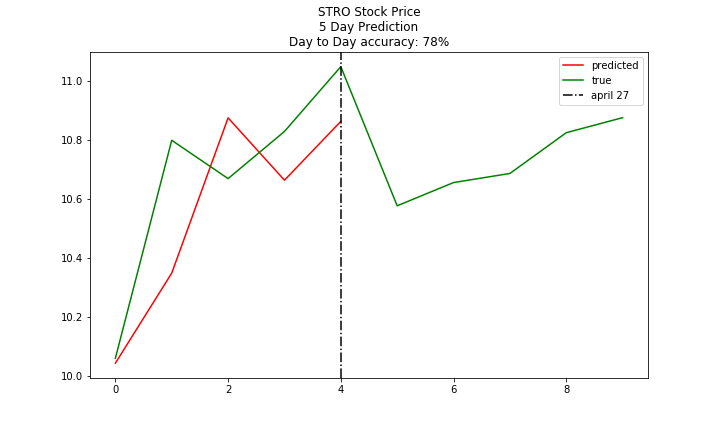 STRO Stock Price
5 Day Prediction
Day to Day accuracy: 78%
predicted
true
april 27
11.0
10.8
10.6
10.4
10.2
10.0
0 2 4 6 8